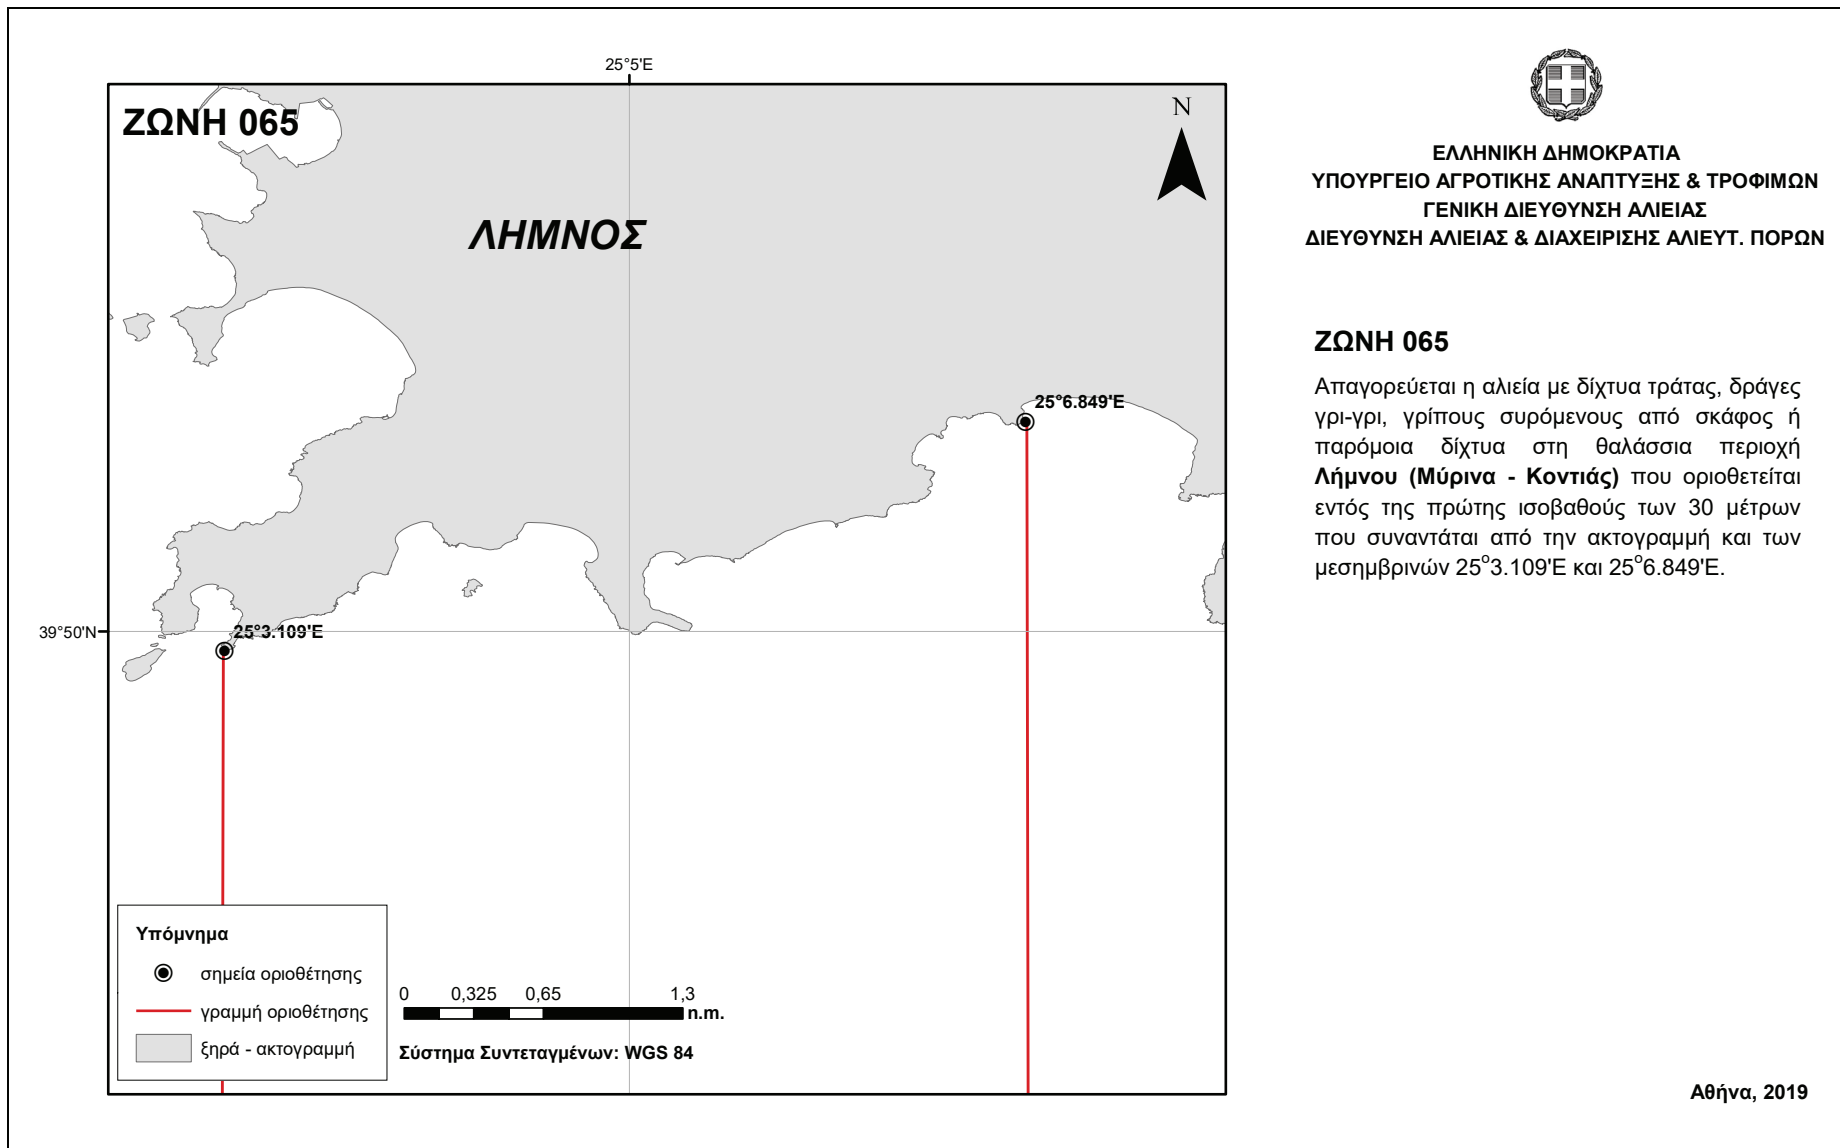 25°5'E
ΖΩΝΗ 065
N
ΛΗΜΝΟΣ
25°6.849'E
39°50'N
25°3.109'E
Υπόμνημα
σημεία οριοθέτησης
γραμμή οριοθέτησης
ξηρά - ακτογραμμή
0 0,325 0,65 1,3
n.m.
Σύστημα Συντεταγμένων: WGS 84
ΕΛΛΗΝΙΚΗ ΔΗΜΟΚΡΑΤΙΑ
ΥΠΟΥΡΓΕΙΟ ΑΓΡΟΤΙΚΗΣ ΑΝΑΠΤΥΞΗΣ & ΤΡΟΦΙΜΩΝ
ΓΕΝΙΚΗ ΔΙΕΥΘΥΝΣΗ ΑΛΙΕΙΑΣ
ΔΙΕΥΘΥΝΣΗ ΑΛΙΕΙΑΣ & ΔΙΑΧΕΙΡΙΣΗΣ ΑΛΙΕΥΤ. ΠΟΡΩΝ
ΖΩΝΗ 065
Απαγορεύεται η αλιεία με δίχτυα τράτας, δράγες
γρι-γρι, γρίπους συρόμενους από σκάφος ή
παρόμοια δίχτυα στη θαλάσσια περιοχή
Λήμνου (Μύρινα - Κοντιάς) που οριοθετείται
εντός της πρώτης ισοβαθούς των 30 μέτρων
που συναντάται από την ακτογραμμή και των
μεσημβρινών 25°3.109'E και 25°6.849'E.
Αθήνα, 2019